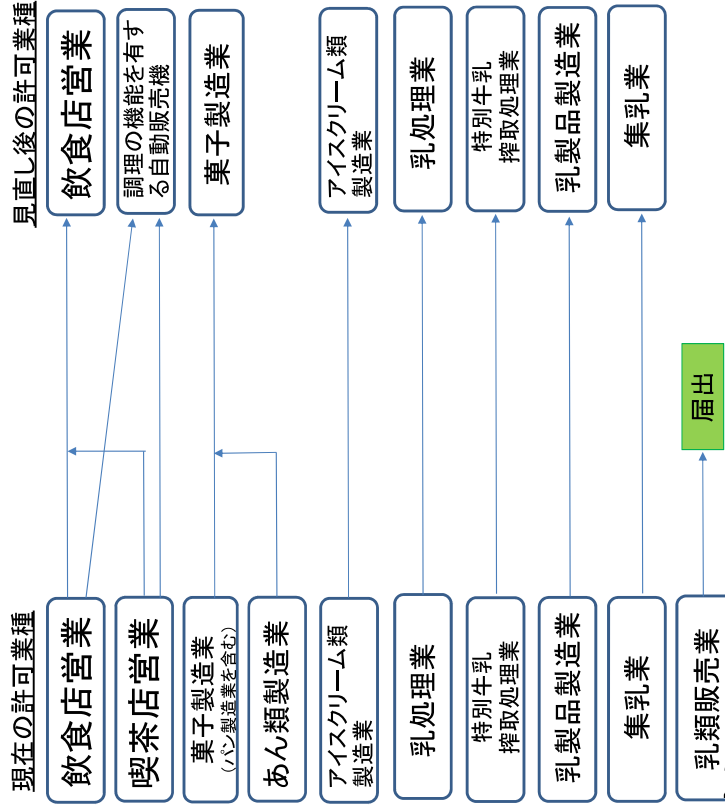 現在の許可業種
飲食店営業
喫茶店営業
菓子製造業
(パン製造業を含む)
あん類製造業
アイスクリーム類
製造業
乳処理業
特別牛乳
搾取処理業
乳製品製造業
集乳業
乳類販売業
届出
見直し後の許可業種
飲食店営業
調理の機能を有す
る自動販売機
菓子製造業
アイスクリーム類
製造業
乳処理業
特別牛乳
搾取処理業
乳製品製造業
集乳業